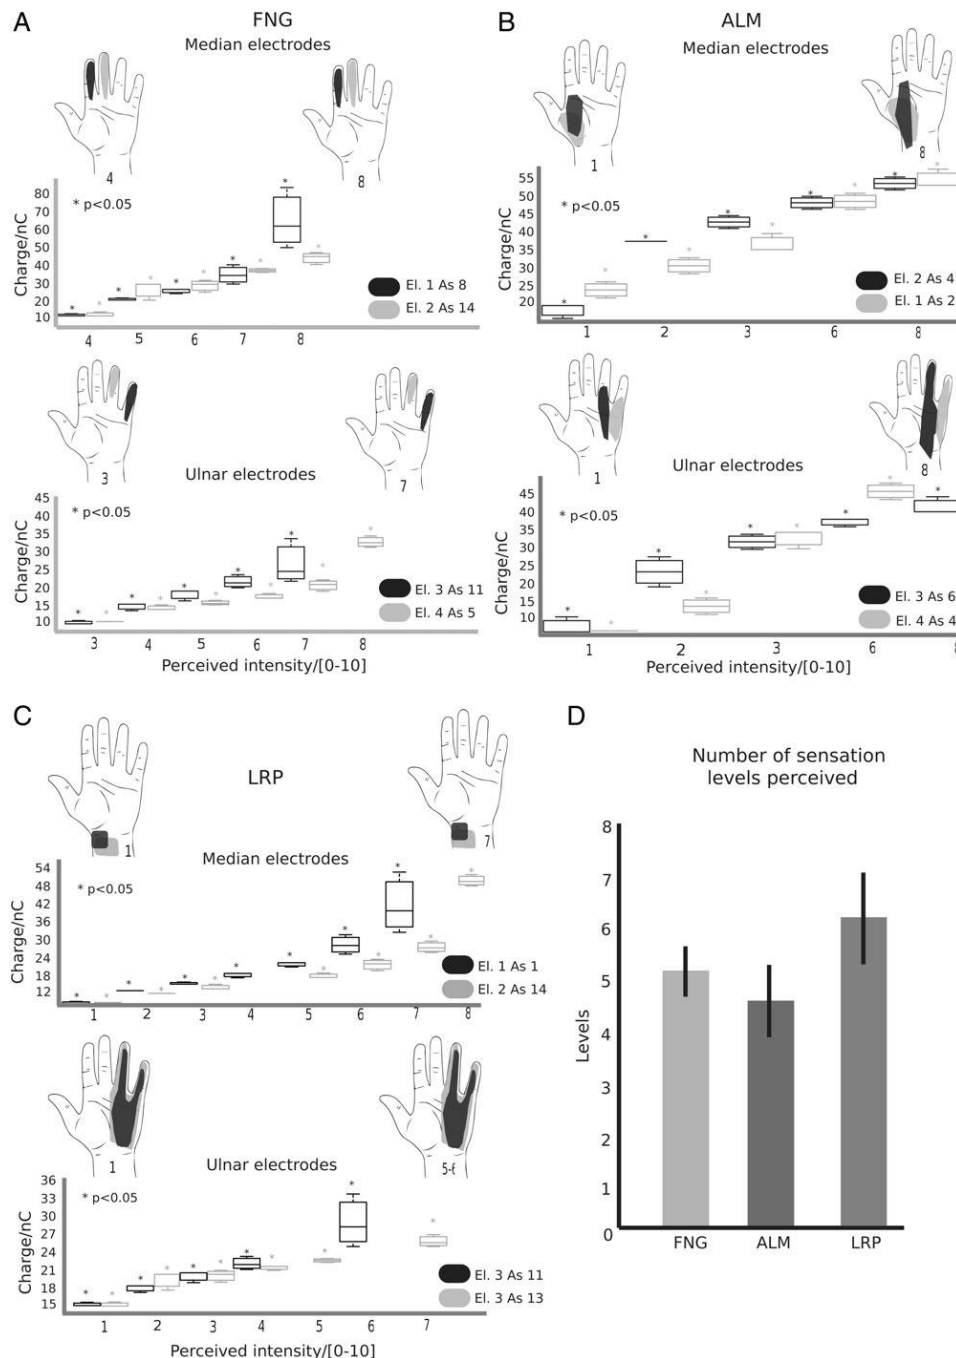 A
FNG
Median electrodes
4
8
Charge/nC
80
70
60
50
40
30
20
10
* p<0.05
El. 1 As 8
El. 2 As 14
4 5 6 7 8
3
Ulnar electrodes
7
45
40
35
30
25
20
15
10
Charge/nC
* p<0.05
El. 3 As 11
El. 4 As 5
3 4 5 6 7 8
Perceived intensity/[0-10]
B
ALM
Median electrodes
1
8
Charge/nC
55
50
45
40
35
30
25
20
* p<0.05
El. 2 As 4
El. 1 As 2
1 2 3 6 8
Ulnar electrodes
1
8
Charge/nC
45
40
35
30
25
20
15
10
* p<0.05
El. 3 As 6
El. 4 As 4
1 2 3 6 8
Perceived intensity/[0-10]
C
LRP
1
7
Median electrodes
Charge/nC
54
48
42
36
30
24
18
12
* p<0.05
El. 1 As 1
El. 2 As 14
1 2 3 4 5 6 7 8
1
5-6
Ulnar electrodes
Charge/nC
36
33
30
27
24
21
18
15
* p<0.05
El. 3 As 11
El. 3 As 13
1 2 3 4 5 6 7
Perceived intensity/[0-10]
D
Number of sensation
levels perceived
Levels
8
7
6
5
4
3
2
1
0
FNG ALM LRP